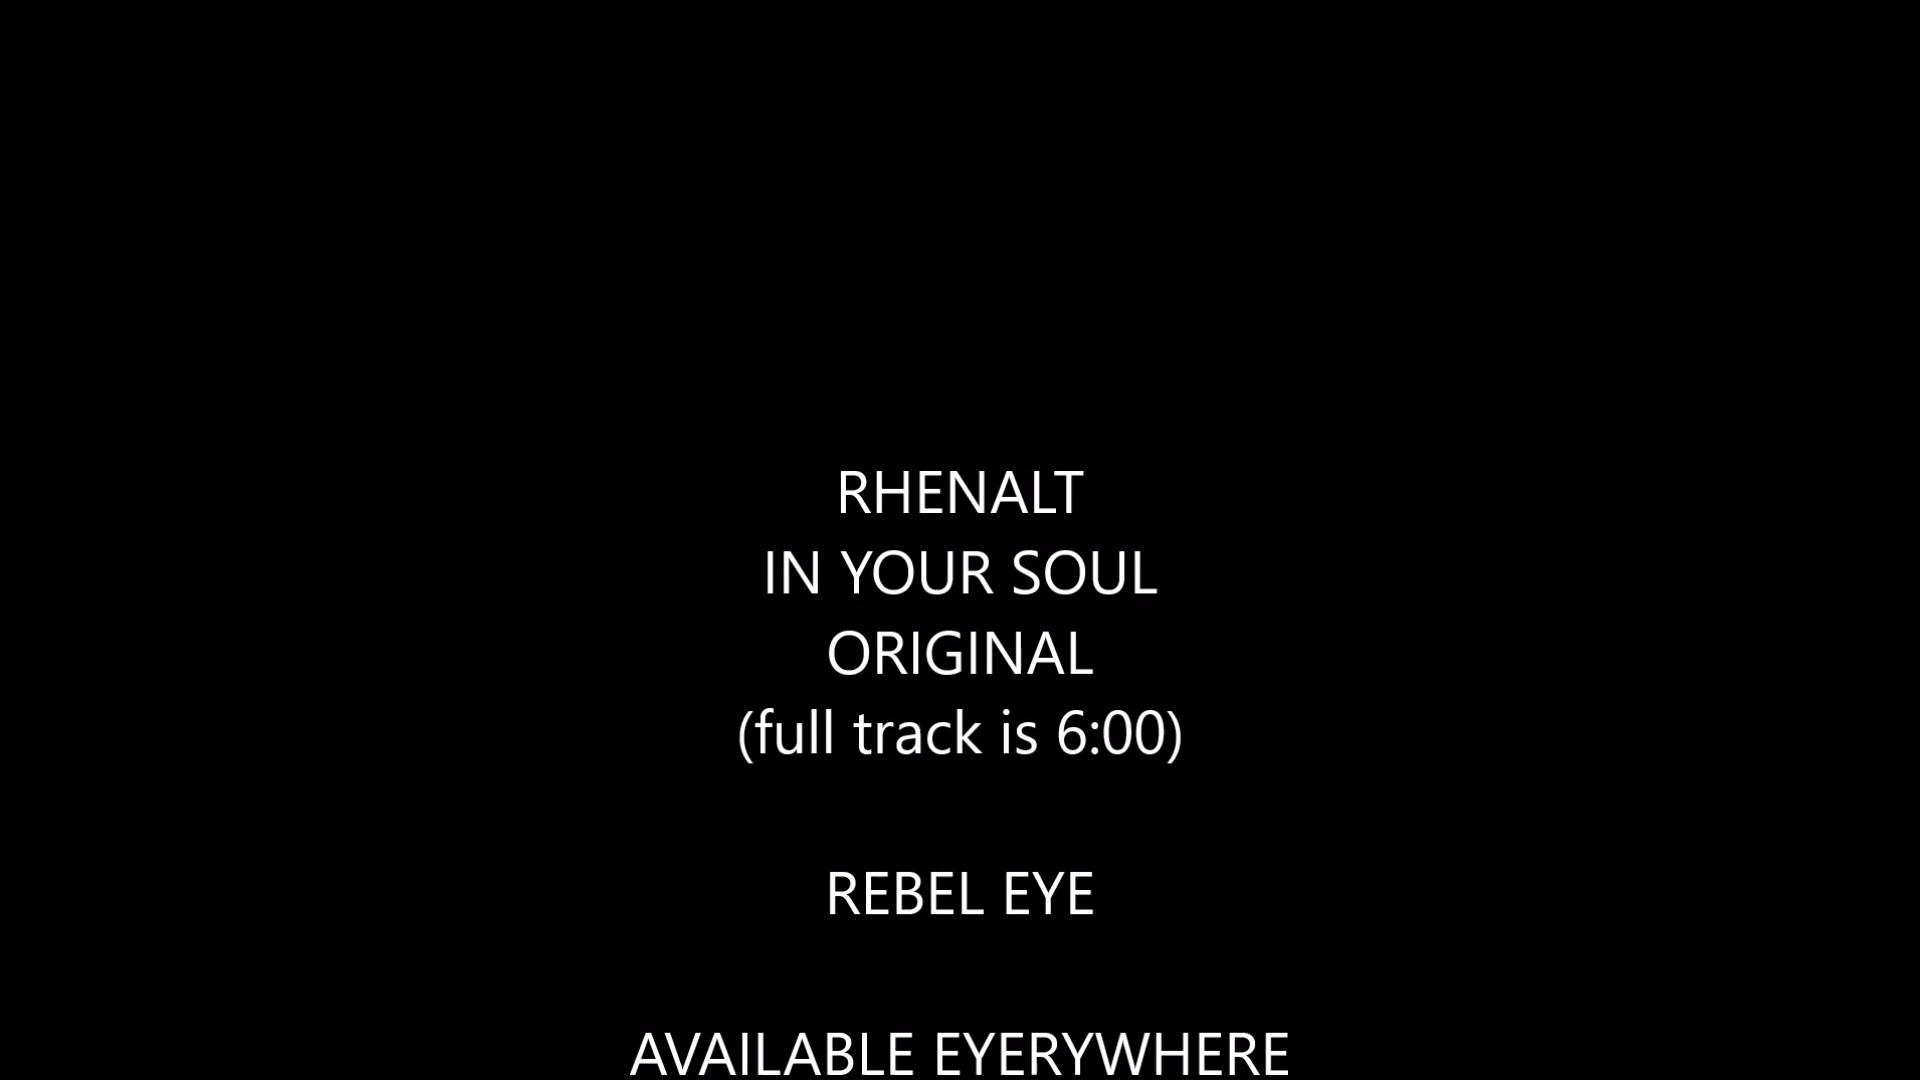 RHENALT
IN YOUR SOUL
ORIGINAL
(full track is 6:00)
REBEL EYE
AVAILABLE EYERYWHERE